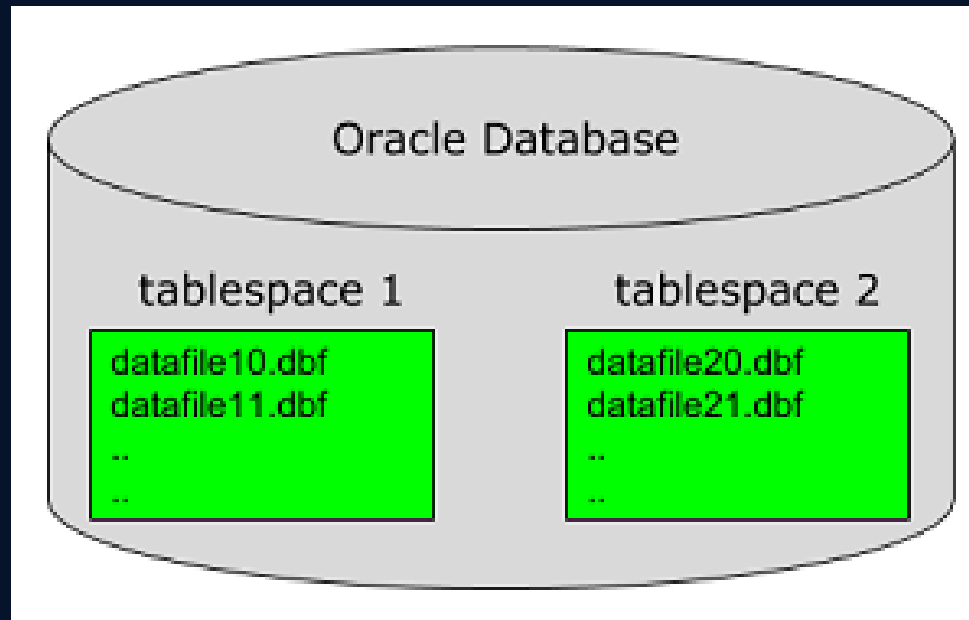 Oracle Database
tablespace 1
datafile10.dbf
datafile11.dbf
..
..
tablespace 2
datafile20.dbf
datafile21.dbf
..
..